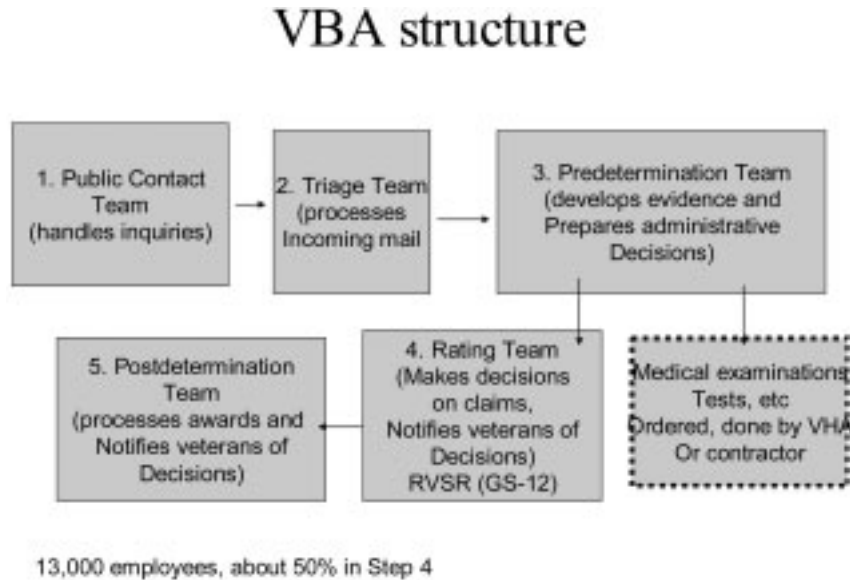 VBA structure
1. Public Contact
Team
(handles inquiries)
2. Triage Team
(processes
Incoming mail
3. Predetermination Team
(develops evidence and
Prepares administrative
Decisions)
5. Postdetermination
Team
(processes awards and
Notifies veterans of
Decisions)
4. Rating Team
(Makes decisions
on claims,
Notifies veterans of
Decisions)
RVSR (GS-12)
Medical examinations
Tests, etc
Ordered, done by VHA
Or contractor
13,000 employees, about 50% in Step 4